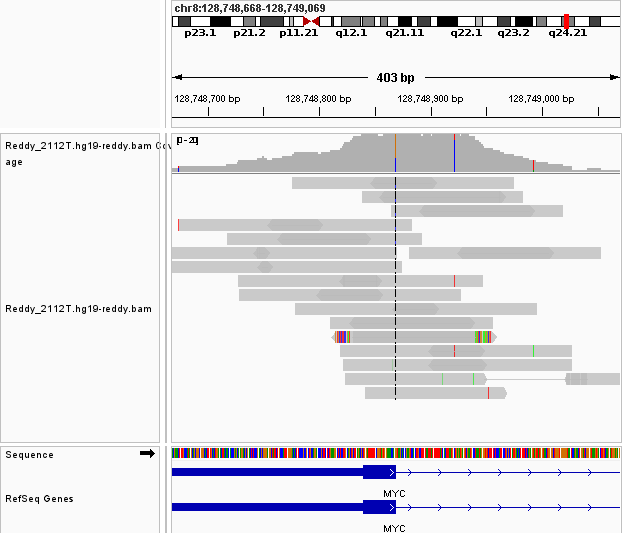 chr8:128,748,668-128,749,069
p23.1 p21.2 p11.21 q12.1 q21.11 q22.1 q23.2 q24.21
403 bp
128,748,700 bp 128,748,800 bp 128,748,900 bp 128,749,000 bp
Reddy_2112T.hg19-reddy.bam Cov
age
[0-20]
Reddy_2112T.hg19-reddy.bam
Sequence
MYC
RefSeq Genes
MYC